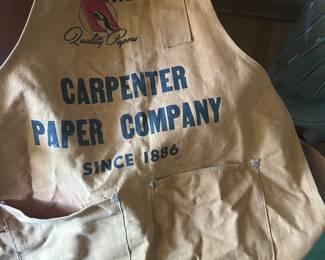 Quality Papers
CARPENTER
PAPER COMPANY
SINCE 1886